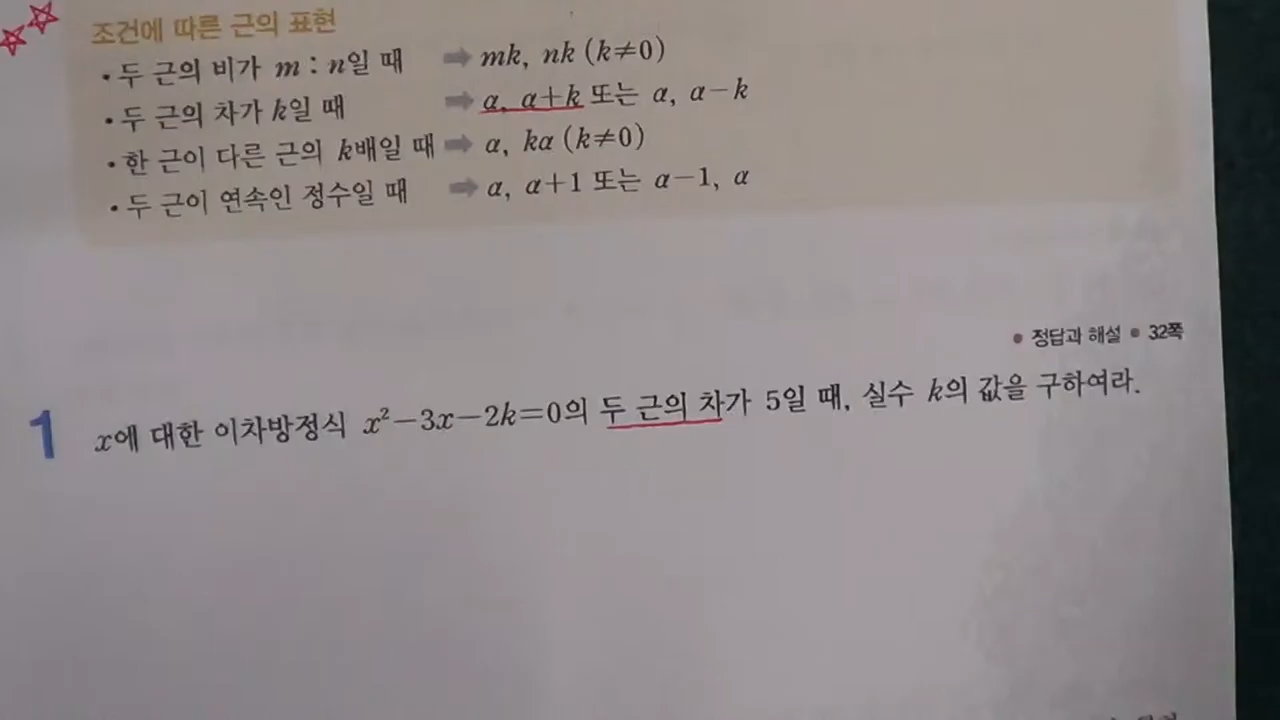 조건에 따른 근의 표현
• 두 근의 비가 m : n일 때 ➡ mk, nk (k≠0)
• 두 근의 차가 k일 때 ➡ α, α+k 또는 α, α−k
• 한 근이 다른 근의 k배일 때 ➡ α, kα (k≠0)
• 두 근이 연속인 정수일 때 ➡ α, α+1 또는 α−1, α
• 정답과 해설 • 32쪽
1 x에 대한 이차방정식 x²−3x−2k=0의 두 근의 차가 5일 때, 실수 k의 값을 구하여라.